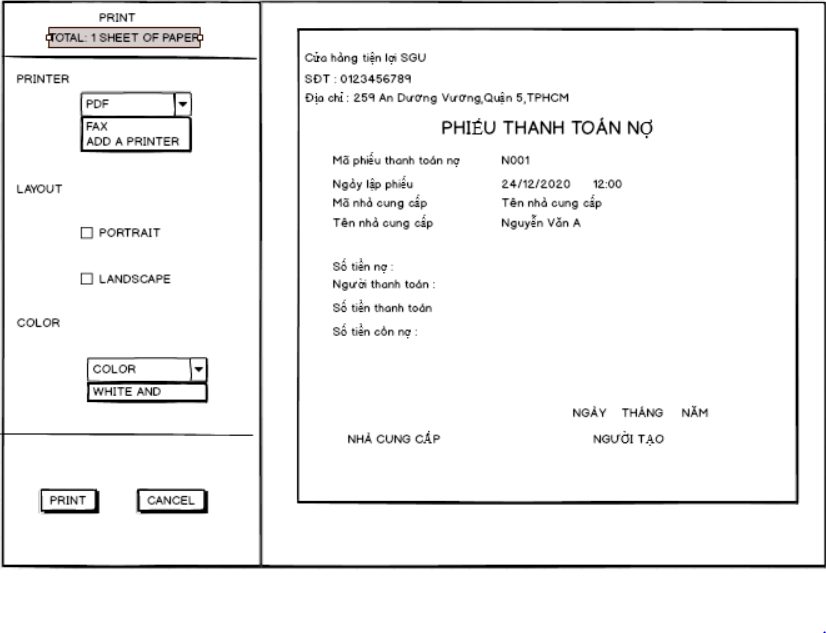 PRINT
TOTAL: 1 SHEET OF PAPER
PRINTER
PDF
FAX
ADD A PRINTER
LAYOUT
PORTRAIT
LANDSCAPE
COLOR
COLOR
WHITE AND
PRINT CANCEL
Cửa hàng tiện lợi SGU
SĐT : 0123456789
Địa chỉ : 259 An Dương Vương,Quận 5,TPHCM
PHIẾU THANH TOÁN NỢ
Mã phiếu thanh toán nợ N001
Ngày lập phiếu 24/12/2020 12:00
Mã nhà cung cấp Tên nhà cung cấp
Tên nhà cung cấp Nguyễn Văn A
Số tiền nợ :
Người thanh toán :
Số tiền thanh toán
Số tiền còn nợ :
NGÀY THÁNG NĂM
NHÀ CUNG CẤP NGƯỜI TẠO